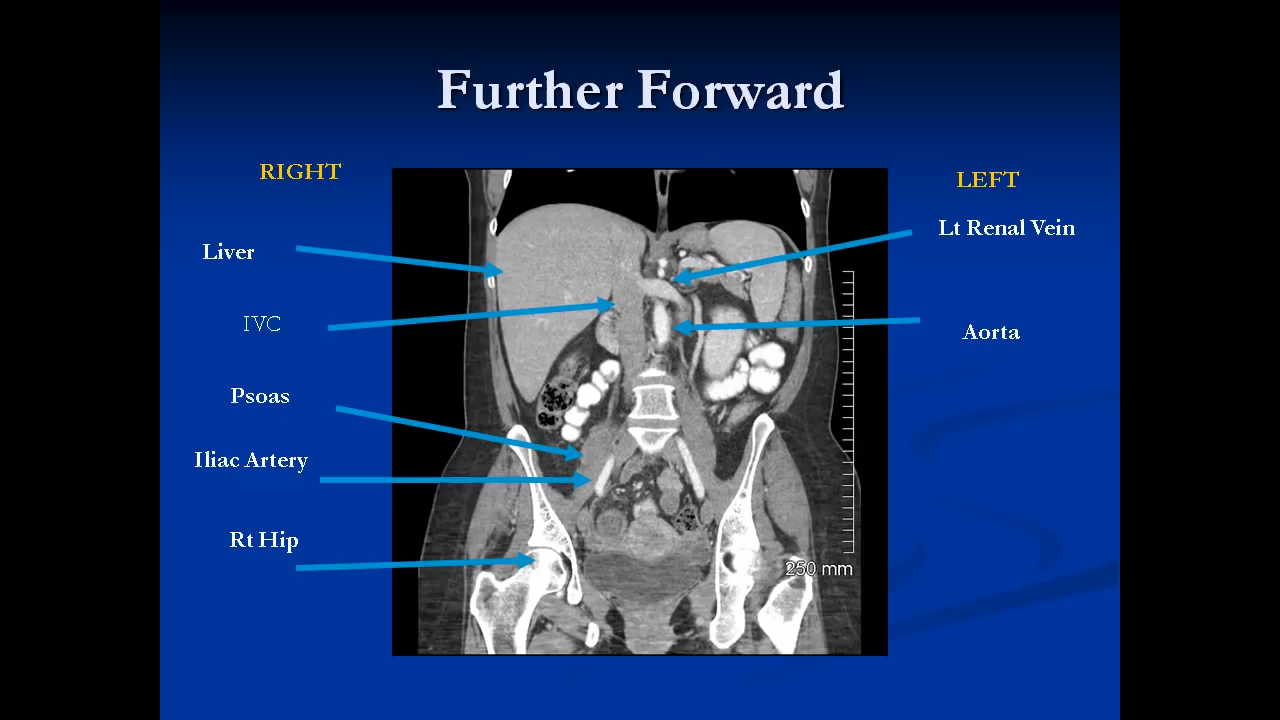 Further Forward
RIGHT
LEFT
Lt Renal Vein
Liver
IVC
Aorta
Psoas
Iliac Artery
Rt Hip
250 mm